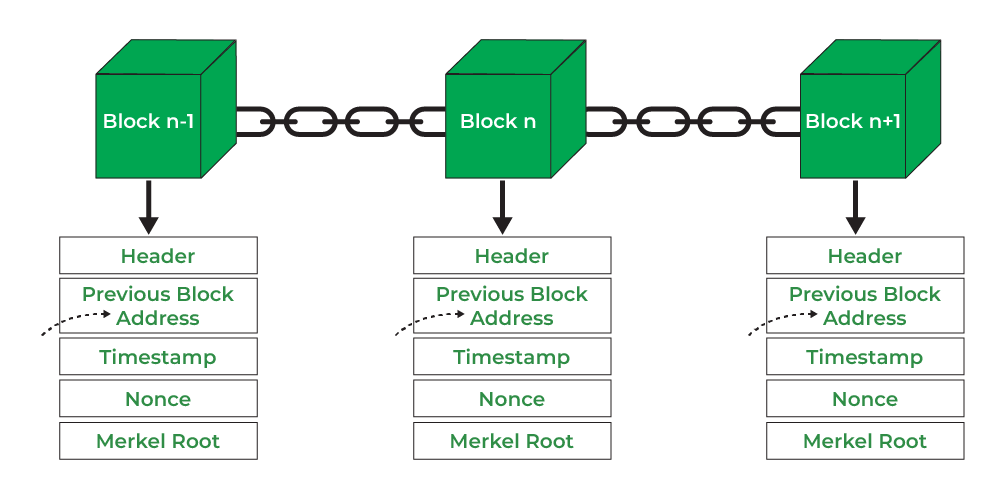 Block n-1
Block n
Block n+1
Header
Previous Block
Address
Timestamp
Nonce
Merkel Root
Header
Previous Block
Address
Timestamp
Nonce
Merkel Root
Header
Previous Block
Address
Timestamp
Nonce
Merkel Root